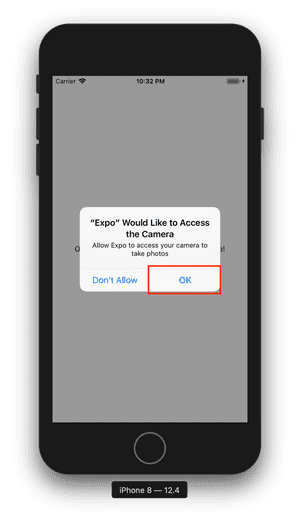 Carrier 10:32 PM
“Expo” Would Like to Access
the Camera
Allow Expo to access your camera to
take photos
Don't Allow OK
iPhone 8 — 12.4